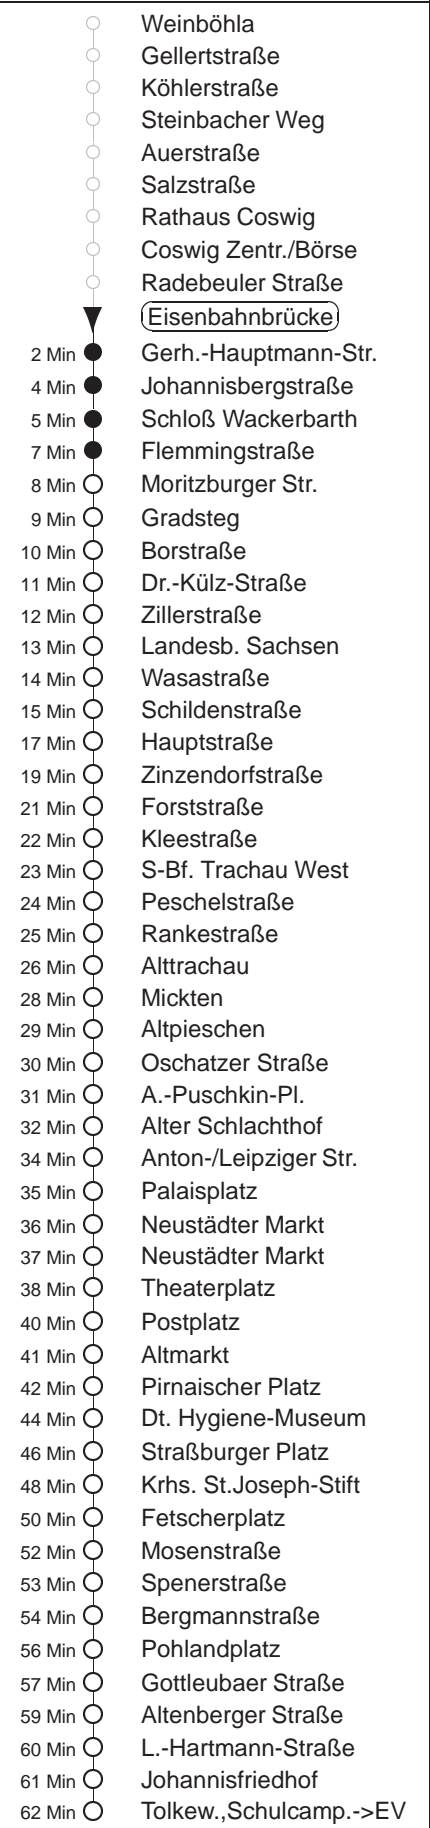 Weinböhla
Gellertstraße
Köhlerstraße
Steinbacher Weg
Auerstraße
Salzstraße
Rathaus Coswig
Coswig Zentr./Börse
Radebeuler Straße
Eisenbahnbrücke
2 Min Gerh.-Hauptmann-Str.
4 Min Johannisbergstraße
5 Min Schloß Wackerbarth
7 Min Flemmingstraße
8 Min Moritzburger Str.
9 Min Gradsteg
10 Min Borstraße
11 Min Dr.-Külz-Straße
12 Min Zillerstraße
13 Min Landesb. Sachsen
14 Min Wasastraße
15 Min Schildenstraße
17 Min Hauptstraße
19 Min Zinzendorfstraße
21 Min Forststraße
22 Min Kleestraße
23 Min S-Bf. Trachau West
24 Min Peschelstraße
25 Min Rankestraße
26 Min Alttrachau
28 Min Mickten
29 Min Altpieschen
30 Min Oschatzer Straße
31 Min A.-Puschkin-Pl.
32 Min Alter Schlachthof
34 Min Anton-/Leipziger Str.
35 Min Palaisplatz
36 Min Neustädter Markt
37 Min Neustädter Markt
38 Min Theaterplatz
40 Min Postplatz
41 Min Altmarkt
42 Min Pirnaischer Platz
44 Min Dt. Hygiene-Museum
46 Min Straßburger Platz
48 Min Krhs. St.Joseph-Stift
50 Min Fetscherplatz
52 Min Mosenstraße
53 Min Spenerstraße
54 Min Bergmannstraße
56 Min Pohlandplatz
57 Min Gottleubaer Straße
59 Min Altenberger Straße
60 Min L.-Hartmann-Straße
61 Min Johannisfriedhof
62 Min Tolkew.,Schulcamp.->EV